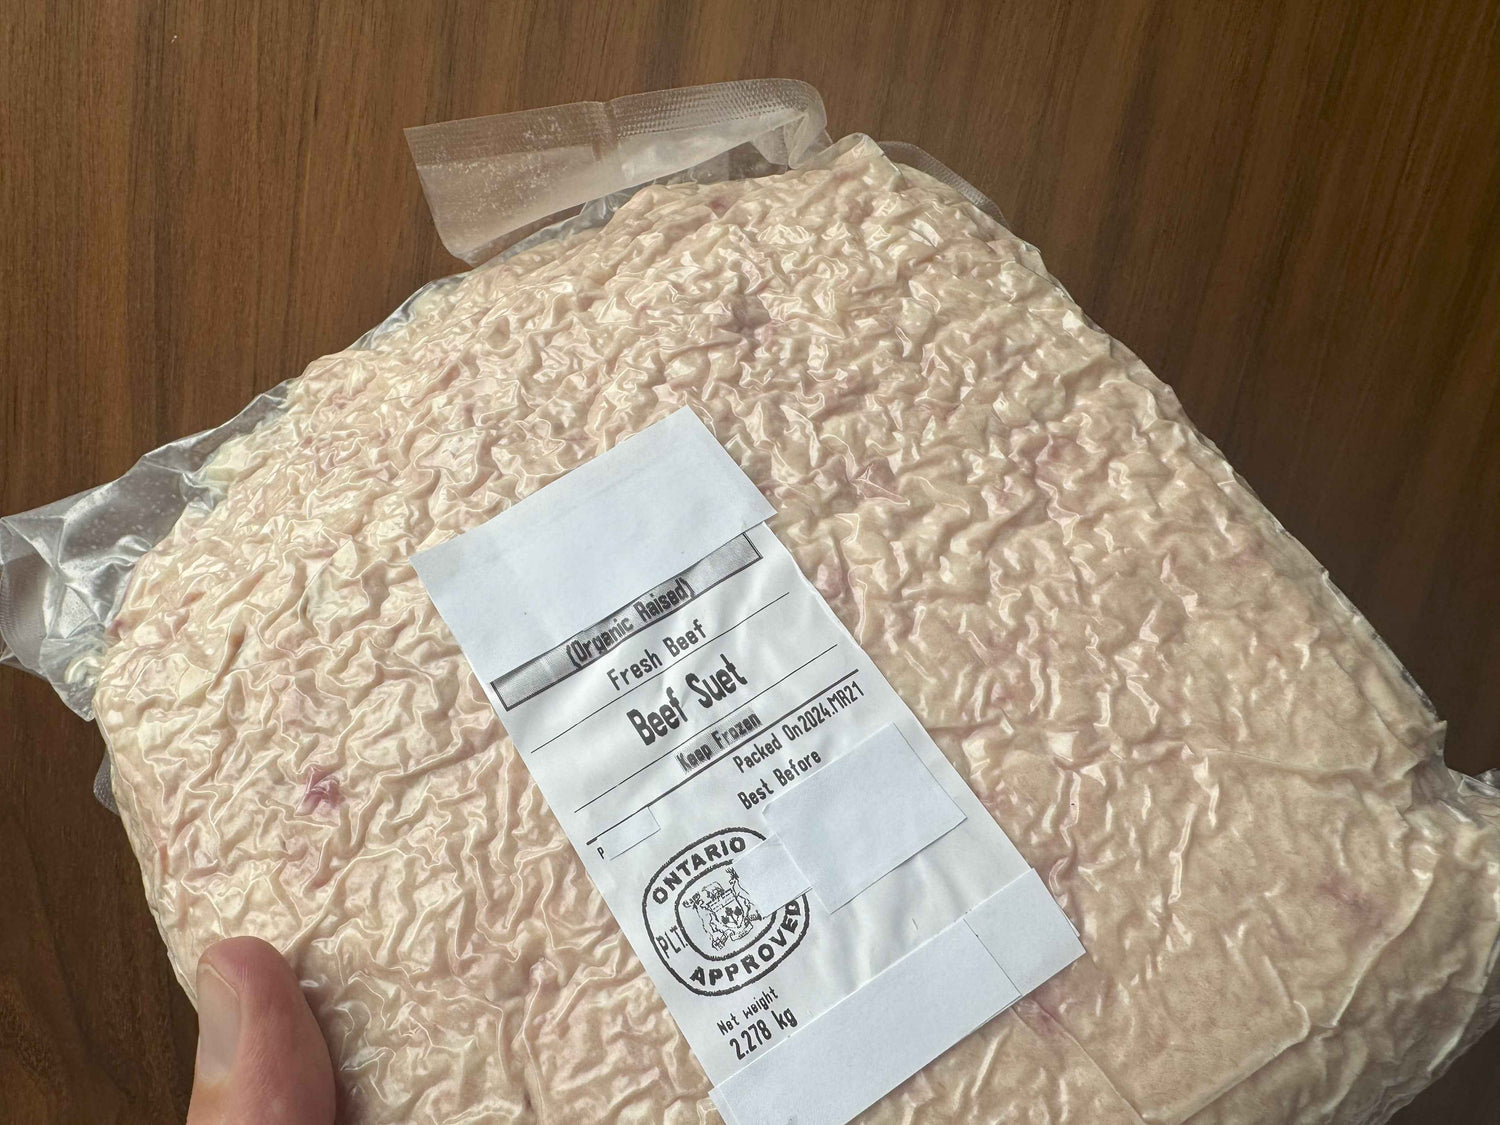 (Organic Raised)
Fresh Beef
Beef Suet
Keep Frozen
Packed On2024.MR21
Best Before
P
ONTARIO
PLT.
APPROVED
Net weight
2.278 kg